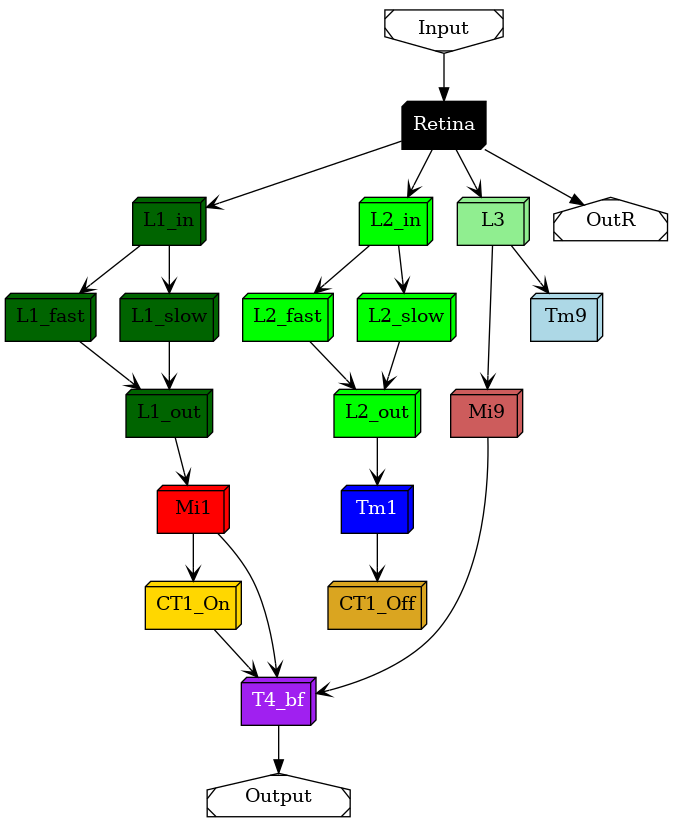 Input
Retina
L1_in
L2_in
L3
OutR
L1_fast
L1_slow
L2_fast
L2_slow
Tm9
L1_out
L2_out
Mi9
Mi1
Tm1
CT1_On
CT1_Off
T4_bf
Output